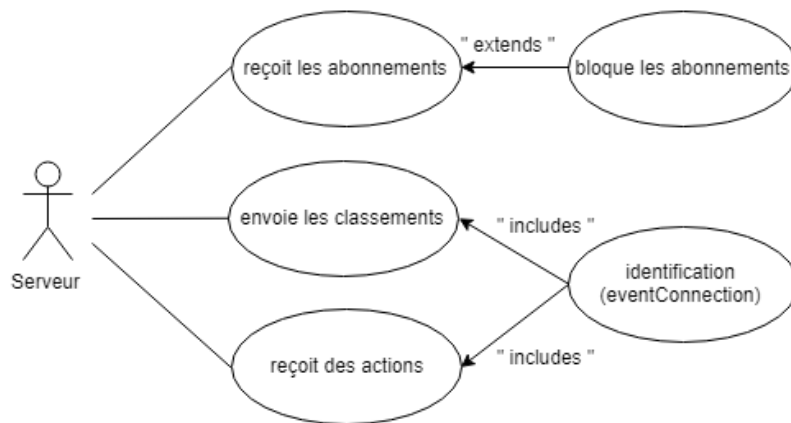 reçoit les abonnements
" extends "
bloque les abonnements
envoie les classements
" includes "
identification
(eventConnection)
Serveur
reçoit des actions
" includes "